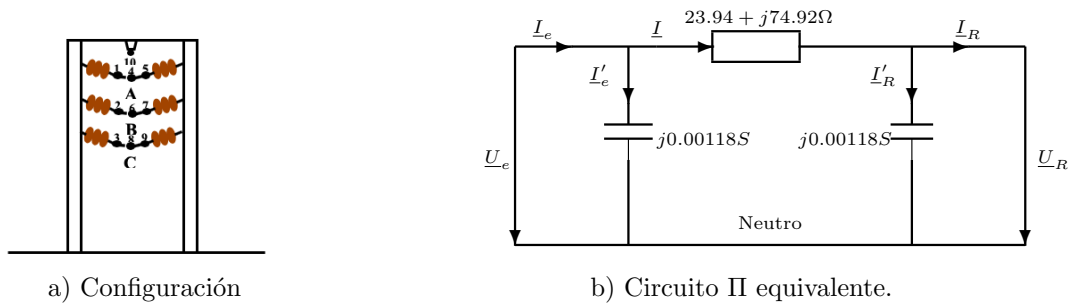 10
1 4 5
A
2 6 7
B
3 8 9
C
a) Configuración
23.94 + j74.92Ω
I_e
I
I_R
I'_e
I'_R
j0.00118S
j0.00118S
U_e
U_R
Neutro
b) Circuito Π equivalente.